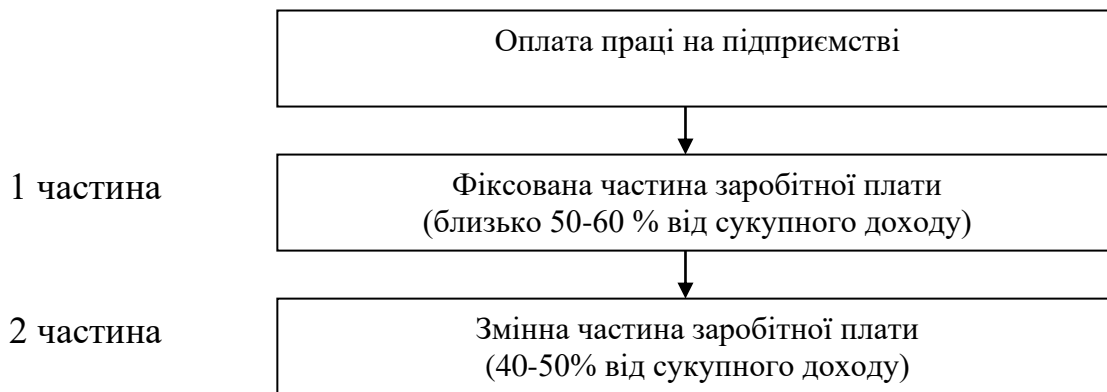 Оплата праці на підприємстві
1 частина
Фіксована частина заробітної плати
(близько 50-60 % від сукупного доходу)
2 частина
Змінна частина заробітної плати
(40-50% від сукупного доходу)